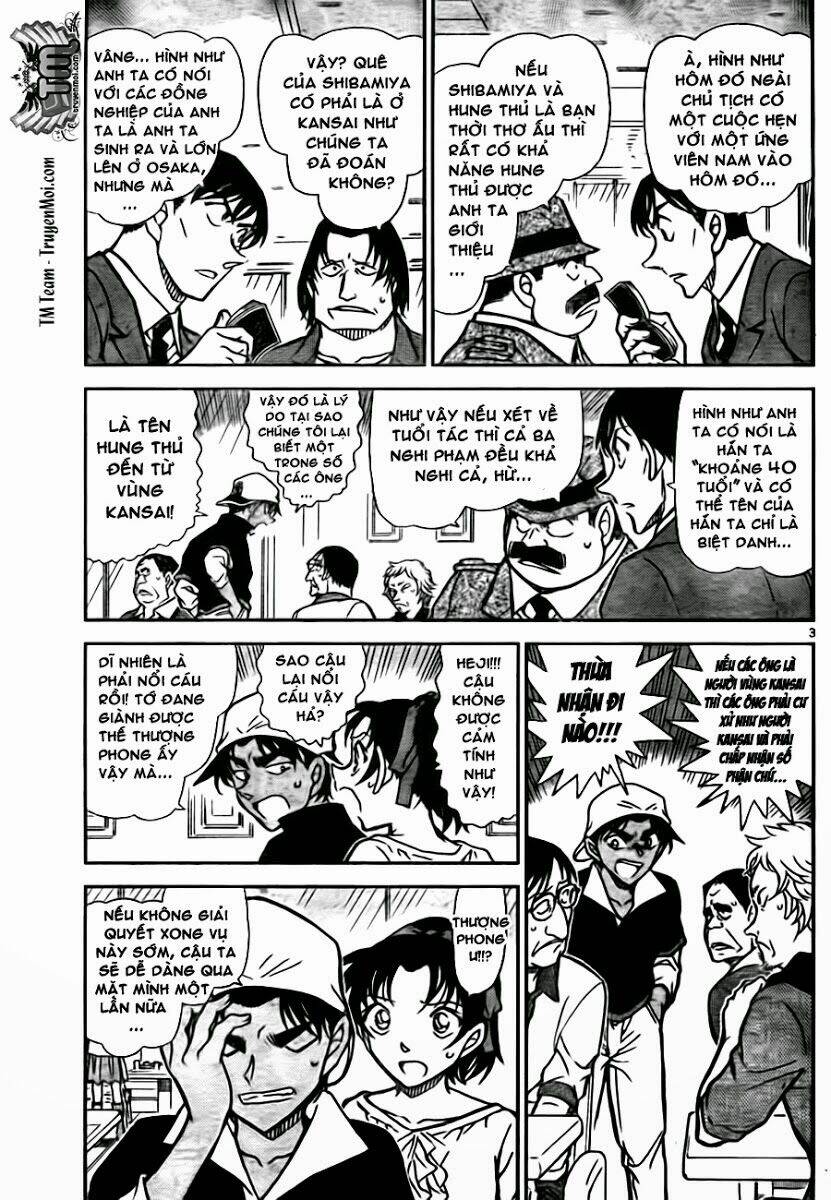 TM
truyenmoi.com
TM Team - TruyenMoi.com
À, HÌNH NHƯ
HÔM ĐÓ NGÀI
CHỦ TỊCH CÓ
MỘT CUỘC HẸN
VỚI MỘT ỨNG
VIÊN NAM VÀO
HÔM ĐÓ...
NẾU
SHIBAMIYA VÀ
HUNG THỦ LÀ BẠN
THỜI THƠ ẤU THÌ
RẤT CÓ KHẢ
NĂNG HUNG
THỦ ĐƯỢC
ANH TA
GIỚI
THIỆU
...
VẬY? QUÊ
CỦA SHIBAMIYA
CÓ PHẢI LÀ Ở
KANSAI NHƯ
CHÚNG TA
ĐÃ ĐOÁN
KHÔNG?
VÂNG... HÌNH NHƯ
ANH TA CÓ NÓI
VỚI CÁC ĐỒNG
NGHIỆP CỦA ANH
TA LÀ ANH TA
SINH RA VÀ LỚN
LÊN Ở OSAKA,
NHƯNG MÀ
...
HÌNH NHƯ ANH
TA CÓ NÓI LÀ
HẮN TA
"KHOẢNG 40
TUỔI" VÀ CÓ
THỂ TÊN CỦA
HẮN TA CHỈ LÀ
BIỆT DANH...
NHƯ VẬY NẾU XÉT VỀ
TUỔI TÁC THÌ CẢ BA
NGHI PHẠM ĐỀU KHẢ
NGHI CẢ, HỪ...
VẬY ĐÓ LÀ LÝ
DO TẠI SAO
CHÚNG TÔI LẠI
BIẾT MỘT
TRONG SỐ
CÁC ÔNG
...
LÀ TÊN
HUNG THỦ
ĐẾN TỪ
VÙNG
KANSAI!
3
NẾU CÁC ÔNG LÀ
NGƯỜI VÙNG KANSAI
THÌ CÁC ÔNG PHẢI CƯ
XỬ NHƯ NGƯỜI
KANSAI VÀ PHẢI
CHẤP NHẬN SỐ
PHẬN CHỨ...
THỪA
NHẬN ĐI
NÀO!!!
HEJI!!!
CẬU
KHÔNG
ĐƯỢC
CẢM
TÍNH
NHƯ
VẬY!
SAO CẬU
LẠI NỔI
CÁU VẬY
HẢ?
DĨ NHIÊN LÀ
PHẢI NỔI CÁU
RỒI! TỚ ĐANG
GIÀNH ĐƯỢC
THẾ THƯỢNG
PHONG ẤY
VẬY MÀ...
THƯỢNG
PHONG
Ư!!?
NẾU KHÔNG GIẢI
QUYẾT XONG VỤ
NÀY SỚM, CẬU TA
SẼ DỄ DÀNG QUA
MẶT MÌNH MỘT
LẦN NỮA
...